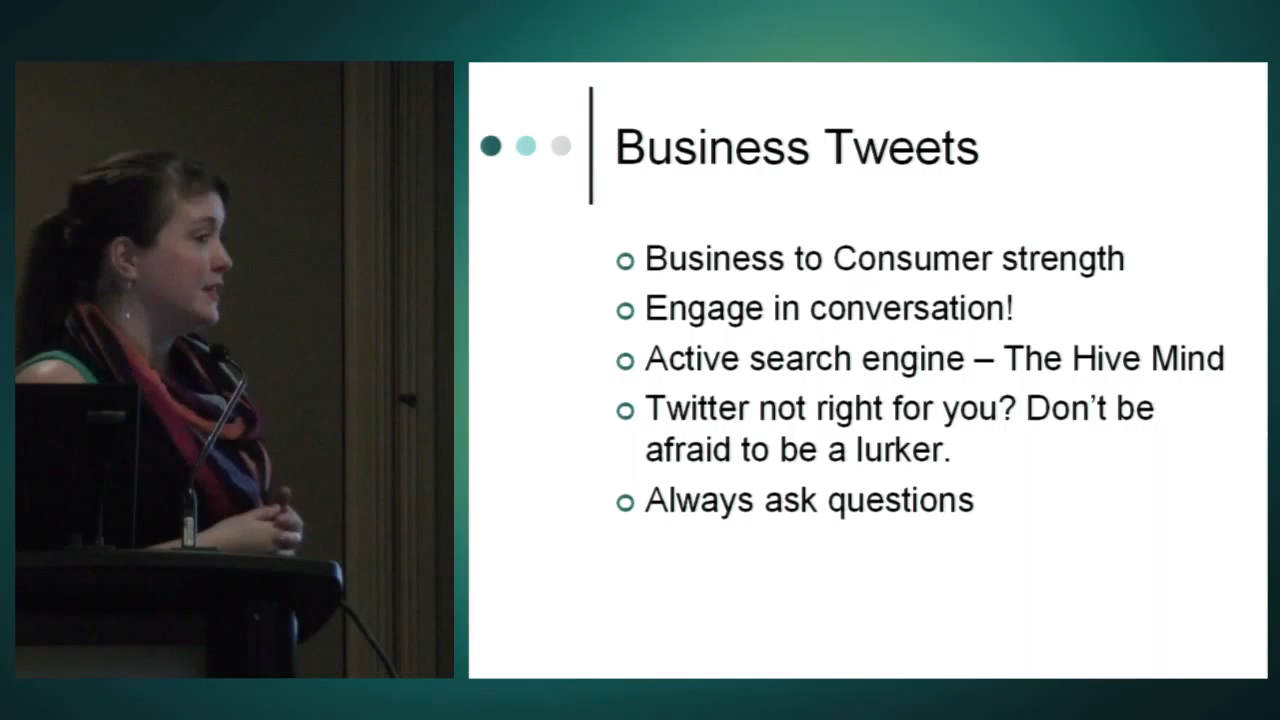 Business Tweets
Business to Consumer strength
Engage in conversation!
Active search engine – The Hive Mind
Twitter not right for you? Don't be
afraid to be a lurker.
Always ask questions